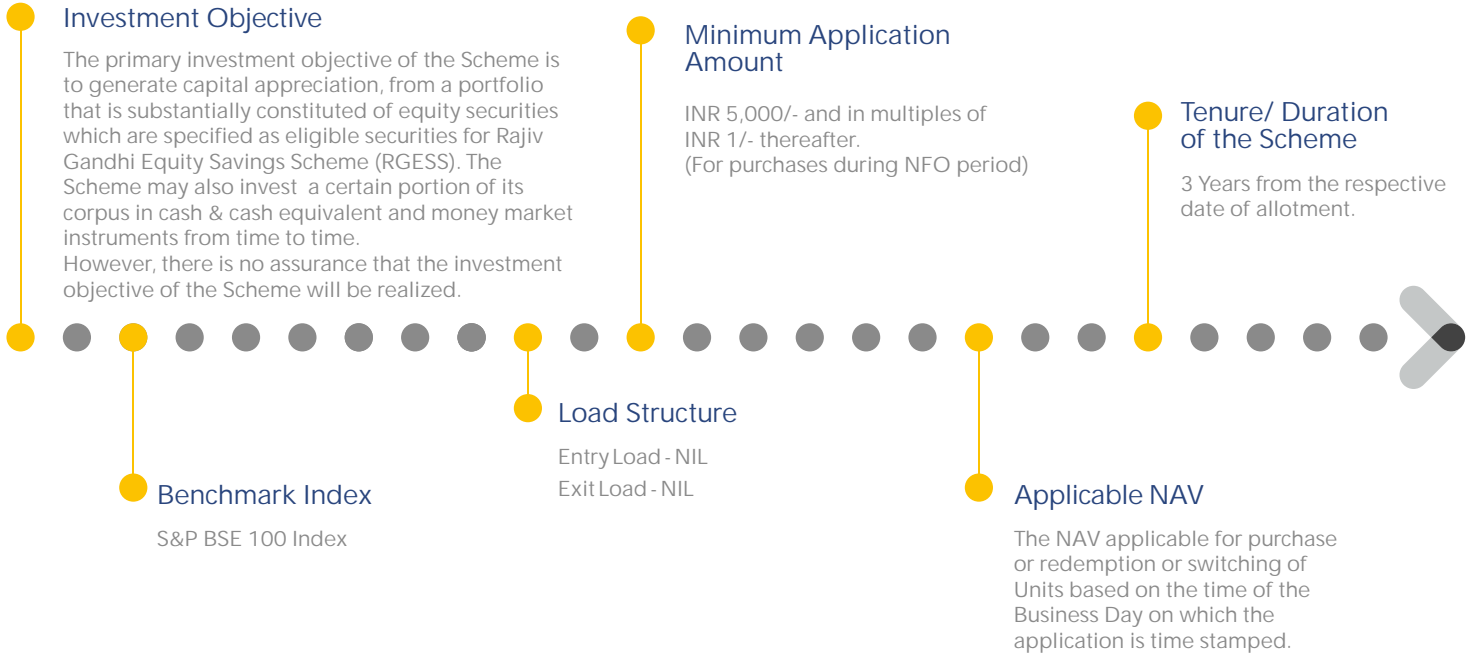 Investment Objective
The primary investment objective of the Scheme is
to generate capital appreciation, from a portfolio
that is substantially constituted of equity securities
which are specified as eligible securities for Rajiv
Gandhi Equity Savings Scheme (RGESS). The
Scheme may also invest a certain portion of its
corpus in cash & cash equivalent and money market
instruments from time to time.
However, there is no assurance that the investment
objective of the Scheme will be realized.
Minimum Application
Amount
INR 5,000/- and in multiples of
INR 1/- thereafter.
(For purchases during NFO period)
Tenure/ Duration
of the Scheme
3 Years from the respective
date of allotment.
Benchmark Index
S&P BSE 100 Index
Load Structure
Entry Load - NIL
Exit Load - NIL
Applicable NAV
The NAV applicable for purchase
or redemption or switching of
Units based on the time of the
Business Day on which the
application is time stamped.